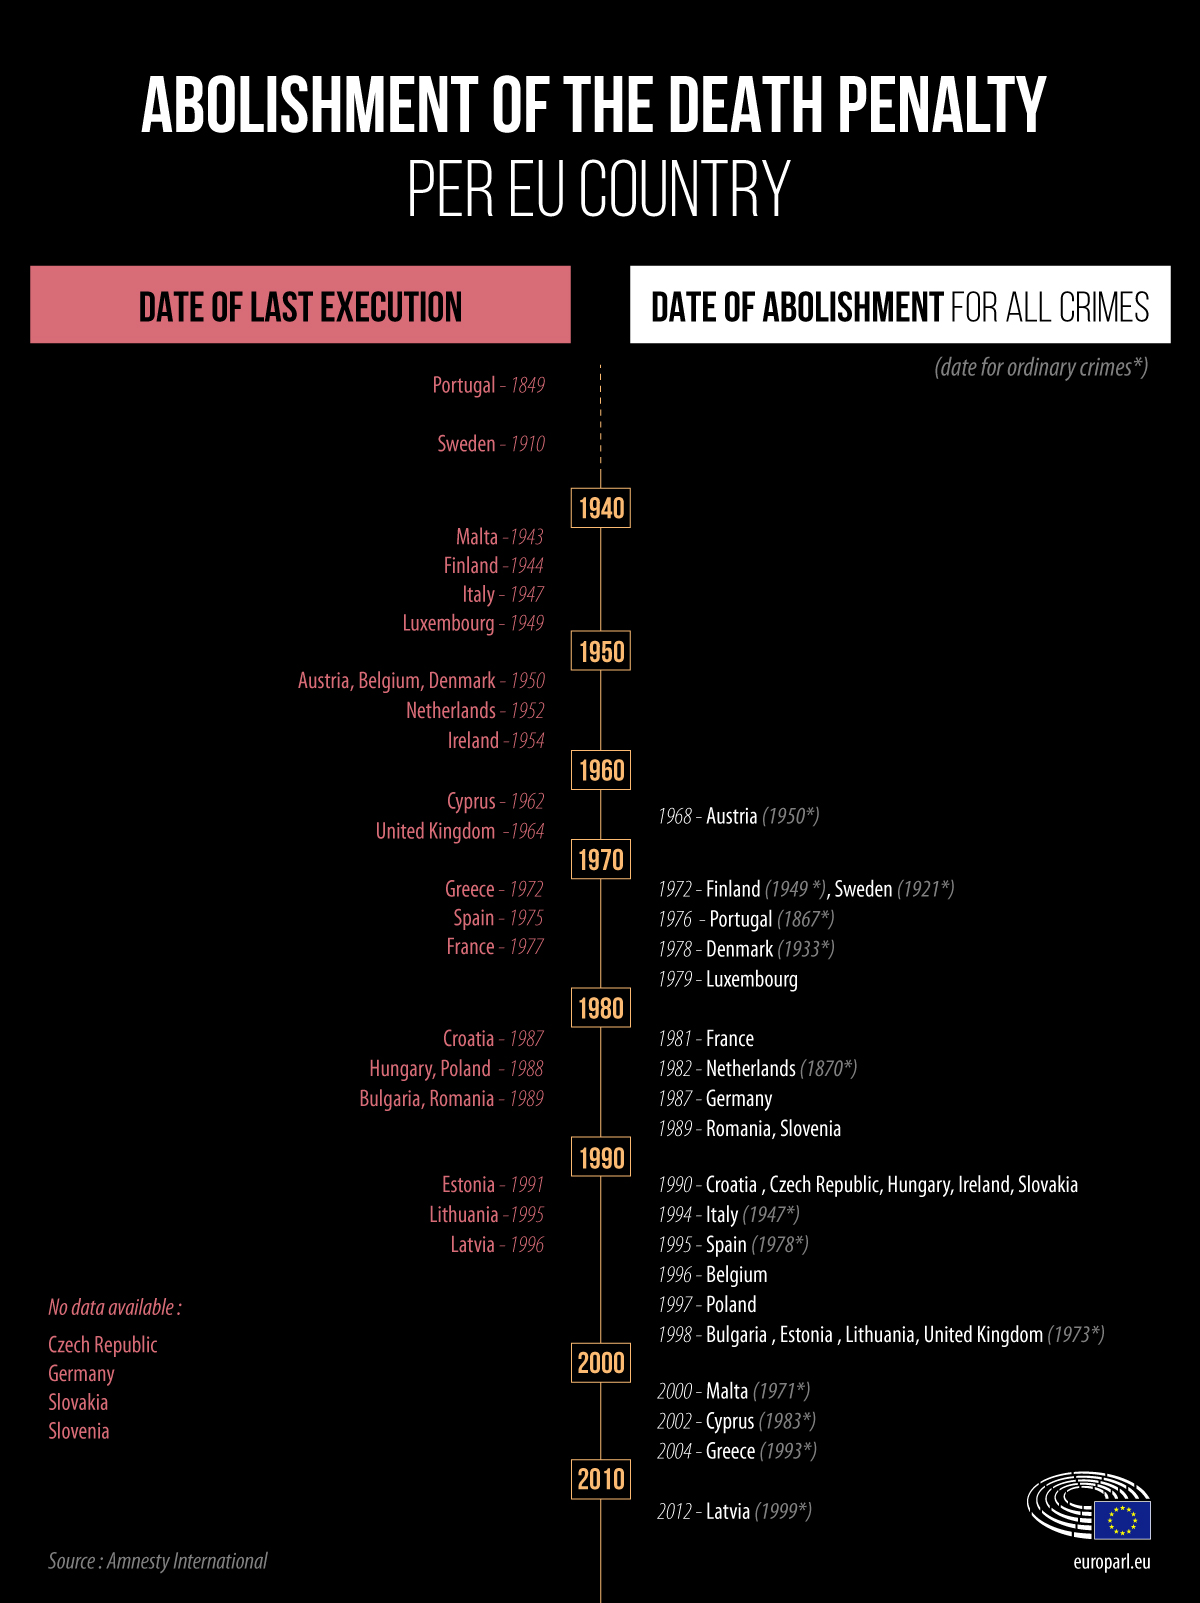 ABOLISHMENT OF THE DEATH PENALTY
PER EU COUNTRY
DATE OF LAST EXECUTION
Portugal - 1849
Sweden - 1910
Malta -1943
Finland -1944
Italy - 1947
Luxembourg - 1949
Austria, Belgium, Denmark - 1950
Netherlands - 1952
Ireland -1954
Cyprus - 1962
United Kingdom -1964
Greece - 1972
Spain - 1975
France - 1977
Croatia - 1987
Hungary, Poland - 1988
Bulgaria, Romania - 1989
Estonia - 1991
Lithuania -1995
Latvia - 1996
No data available :
Czech Republic
Germany
Slovakia
Slovenia
1940
1950
1960
1970
1980
1990
2000
2010
DATE OF ABOLISHMENT FOR ALL CRIMES
(date for ordinary crimes*)
1968 - Austria (1950*)
1972 - Finland (1949 *), Sweden (1921*)
1976 - Portugal (1867*)
1978 - Denmark (1933*)
1979 - Luxembourg
1981 - France
1982 - Netherlands (1870*)
1987 - Germany
1989 - Romania, Slovenia
1990 - Croatia , Czech Republic, Hungary, Ireland, Slovakia
1994 - Italy (1947*)
1995 - Spain (1978*)
1996 - Belgium
1997 - Poland
1998 - Bulgaria , Estonia , Lithuania, United Kingdom (1973*)
2000 - Malta (1971*)
2002 - Cyprus (1983*)
2004 - Greece (1993*)
2012 - Latvia (1999*)
Source : Amnesty International
europarl.eu